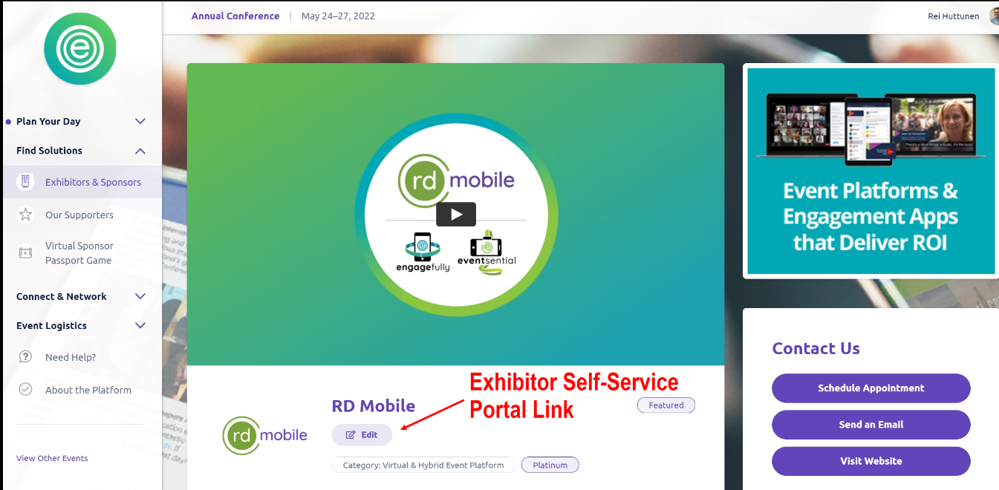 Annual Conference | May 24–27, 2022
Rei Huttunen
e
Plan Your Day
Find Solutions
Exhibitors & Sponsors
Our Supporters
Virtual Sponsor
Passport Game
Connect & Network
Event Logistics
Need Help?
About the Platform
View Other Events
rd mobile
engagefully
eventsential
Exhibitor Self-Service
Portal Link
RD Mobile
Featured
rd mobile
Edit
Category: Virtual & Hybrid Event Platform
Platinum
Event Platforms &
Engagement Apps
that Deliver ROI
Contact Us
Schedule Appointment
Send an Email
Visit Website